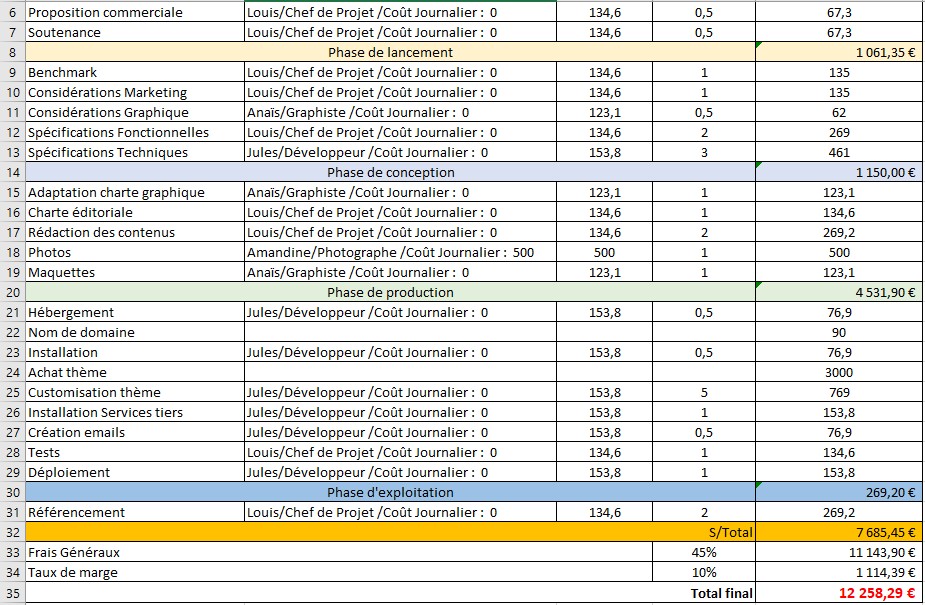 6 Proposition commerciale Louis/Chef de Projet /Coût Journalier : 0 134,6 0,5 67,3
7 Soutenance Louis/Chef de Projet /Coût Journalier : 0 134,6 0,5 67,3
8 Phase de lancement 1 061,35 €
9 Benchmark Louis/Chef de Projet /Coût Journalier : 0 134,6 1 135
10 Considérations Marketing Louis/Chef de Projet /Coût Journalier : 0 134,6 1 135
11 Considérations Graphique Anaïs/Graphiste /Coût Journalier : 0 123,1 0,5 62
12 Spécifications Fonctionnelles Louis/Chef de Projet /Coût Journalier : 0 134,6 2 269
13 Spécifications Techniques Jules/Développeur /Coût Journalier : 0 153,8 3 461
14 Phase de conception 1 150,00 €
15 Adaptation charte graphique Anaïs/Graphiste /Coût Journalier : 0 123,1 1 123,1
16 Charte éditoriale Louis/Chef de Projet /Coût Journalier : 0 134,6 1 134,6
17 Rédaction des contenus Louis/Chef de Projet /Coût Journalier : 0 134,6 2 269,2
18 Photos Amandine/Photographe /Coût Journalier : 500 500 1 500
19 Maquettes Anaïs/Graphiste /Coût Journalier : 0 123,1 1 123,1
20 Phase de production 4 531,90 €
21 Hébergement Jules/Développeur /Coût Journalier : 0 153,8 0,5 76,9
22 Nom de domaine 90
23 Installation Jules/Développeur /Coût Journalier : 0 153,8 0,5 76,9
24 Achat thème 3000
25 Customisation thème Jules/Développeur /Coût Journalier : 0 153,8 5 769
26 Installation Services tiers Jules/Développeur /Coût Journalier : 0 153,8 1 153,8
27 Création emails Jules/Développeur /Coût Journalier : 0 153,8 0,5 76,9
28 Tests Louis/Chef de Projet /Coût Journalier : 0 134,6 1 134,6
29 Déploiement Jules/Développeur /Coût Journalier : 0 153,8 1 153,8
30 Phase d'exploitation 269,20 €
31 Référencement Louis/Chef de Projet /Coût Journalier : 0 134,6 2 269,2
32 S/Total 7 685,45 €
33 Frais Généraux 45% 11 143,90 €
34 Taux de marge 10% 1 114,39 €
35 Total final 12 258,29 €